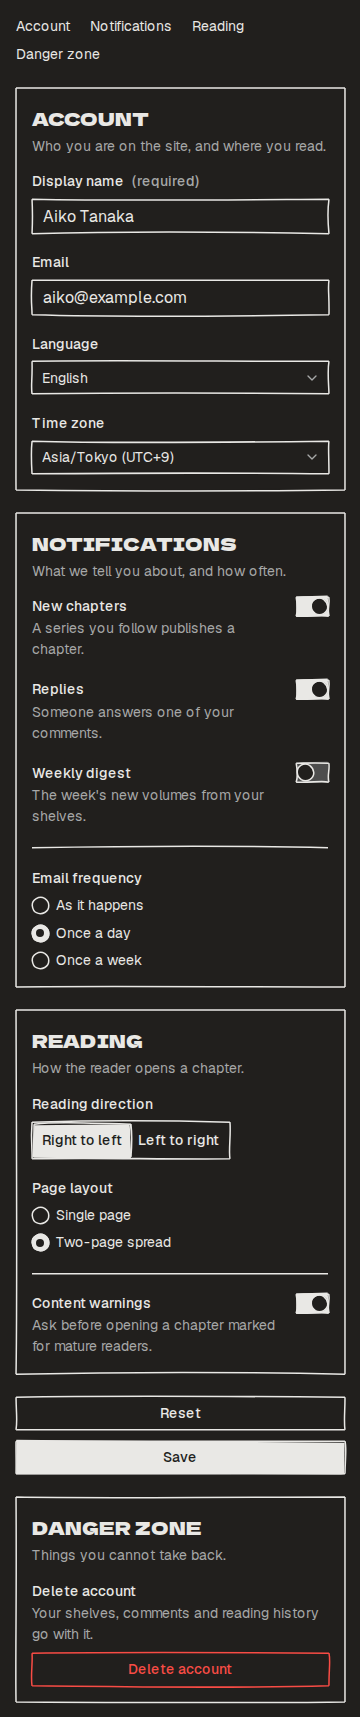 Account Notifications Reading
Danger zone
ACCOUNT
Who you are on the site, and where you read.
Display name (required)
Aiko Tanaka
Email
aiko@example.com
Language
English
Time zone
Asia/Tokyo (UTC+9)
NOTIFICATIONS
What we tell you about, and how often.
New chapters
A series you follow publishes a
chapter.
Replies
Someone answers one of your
comments.
Weekly digest
The week's new volumes from your
shelves.
Email frequency
As it happens
Once a day
Once a week
READING
How the reader opens a chapter.
Reading direction
Right to left Left to right
Page layout
Single page
Two-page spread
Content warnings
Ask before opening a chapter marked
for mature readers.
Reset
Save
DANGER ZONE
Things you cannot take back.
Delete account
Your shelves, comments and reading history
go with it.
Delete account